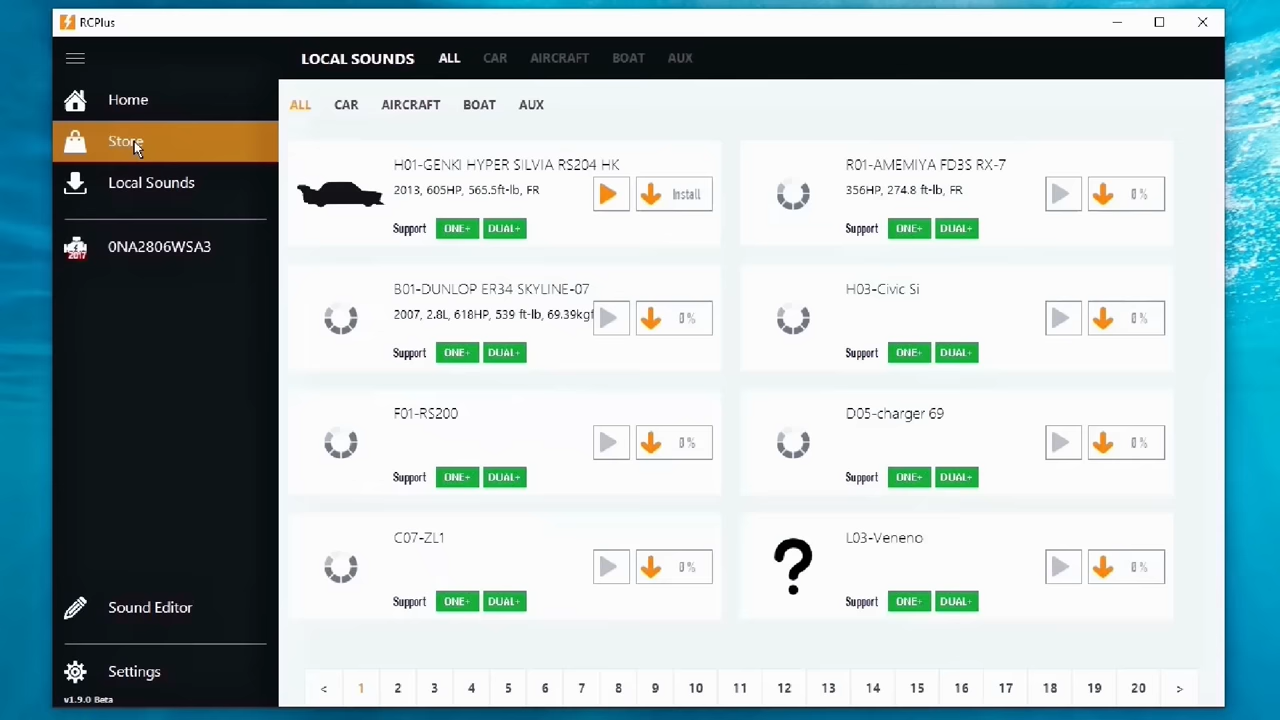 RCPlus
LOCAL SOUNDS ALL CAR AIRCRAFT BOAT AUX
Home
Store
Local Sounds
0NA2806WSA3
2017
Sound Editor
Settings
v1.9.0 Beta
ALL CAR AIRCRAFT BOAT AUX
H01-GENKI HYPER SILVIA RS204 HK
2013, 605HP, 565.5ft-lb, FR
Install
Support ONE+ DUAL+
R01-AMEMIYA FD3S RX-7
356HP, 274.8 ft-lb, FR
0 %
Support ONE+ DUAL+
B01-DUNLOP ER34 SKYLINE-07
2007, 2.8L, 618HP, 539 ft-lb, 69.39kgf
0 %
Support ONE+ DUAL+
H03-Civic Si
0 %
Support ONE+ DUAL+
F01-RS200
0 %
Support ONE+ DUAL+
D05-charger 69
0 %
Support ONE+ DUAL+
C07-ZL1
0 %
Support ONE+ DUAL+
L03-Veneno
?
0 %
Support ONE+ DUAL+
< 1 2 3 4 5 6 7 8 9 10 11 12 13 14 15 16 17 18 19 20 >